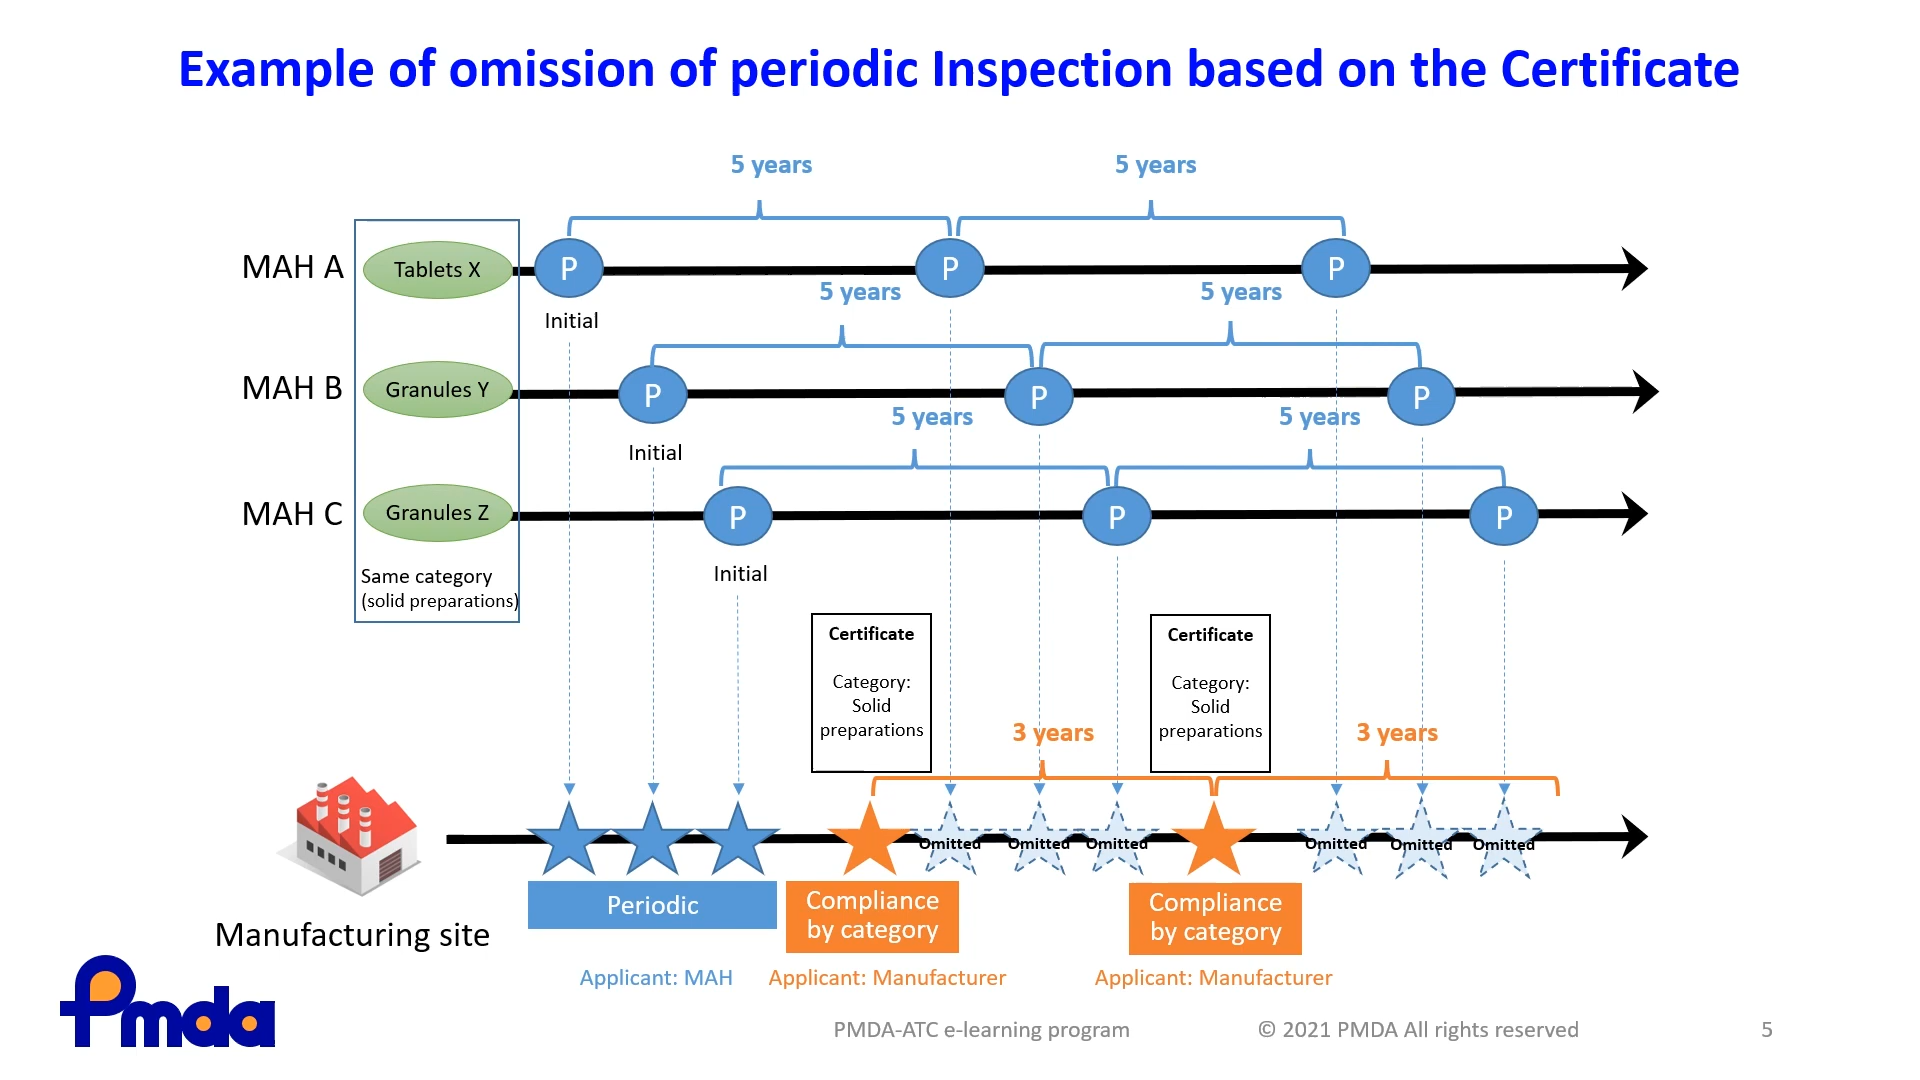 Example of omission of periodic Inspection based on the Certificate
5 years
5 years
MAH A
Tablets X
P
P
P
Initial
5 years
5 years
MAH B
Granules Y
P
P
P
Initial
5 years
5 years
MAH C
Granules Z
P
P
P
Initial
Same category
(solid preparations)
Certificate
Category:
Solid
preparations
Certificate
Category:
Solid
preparations
3 years
3 years
Omitted
Omitted
Omitted
Omitted
Omitted
Omitted
Manufacturing site
Periodic
Compliance
by category
Compliance
by category
Applicant: MAH
Applicant: Manufacturer
Applicant: Manufacturer
Pmda
PMDA-ATC e-learning program
© 2021 PMDA All rights reserved
5